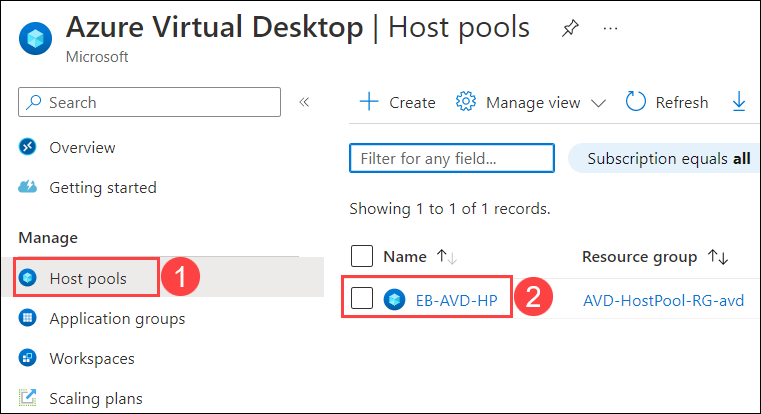 Azure Virtual Desktop | Host pools
Microsoft
Search
Create
Manage view
Refresh
Overview
Getting started
Filter for any field...
Subscription equals all
Showing 1 to 1 of 1 records.
Manage
Name
Resource group
Host pools
1
EB-AVD-HP
2
AVD-HostPool-RG-avd
Application groups
Workspaces
Scaling plans